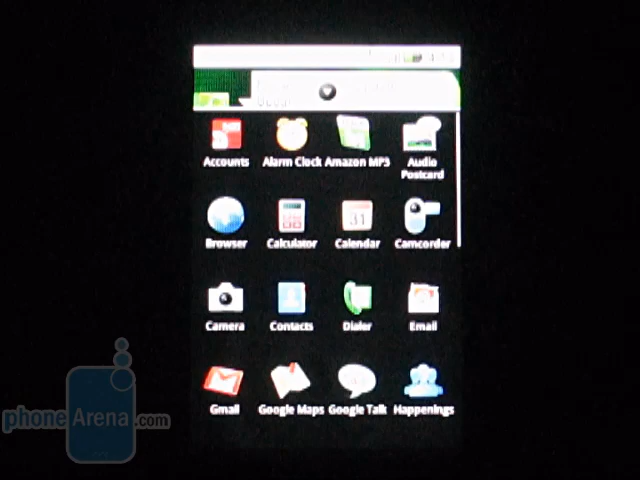 Accounts Alarm Clock Amazon MP3 Audio Postcard
Browser Calculator 31 Calendar Camcorder
Camera Contacts Dialer Email
Gmail Google Maps Google Talk Happenings
phoneArena.com